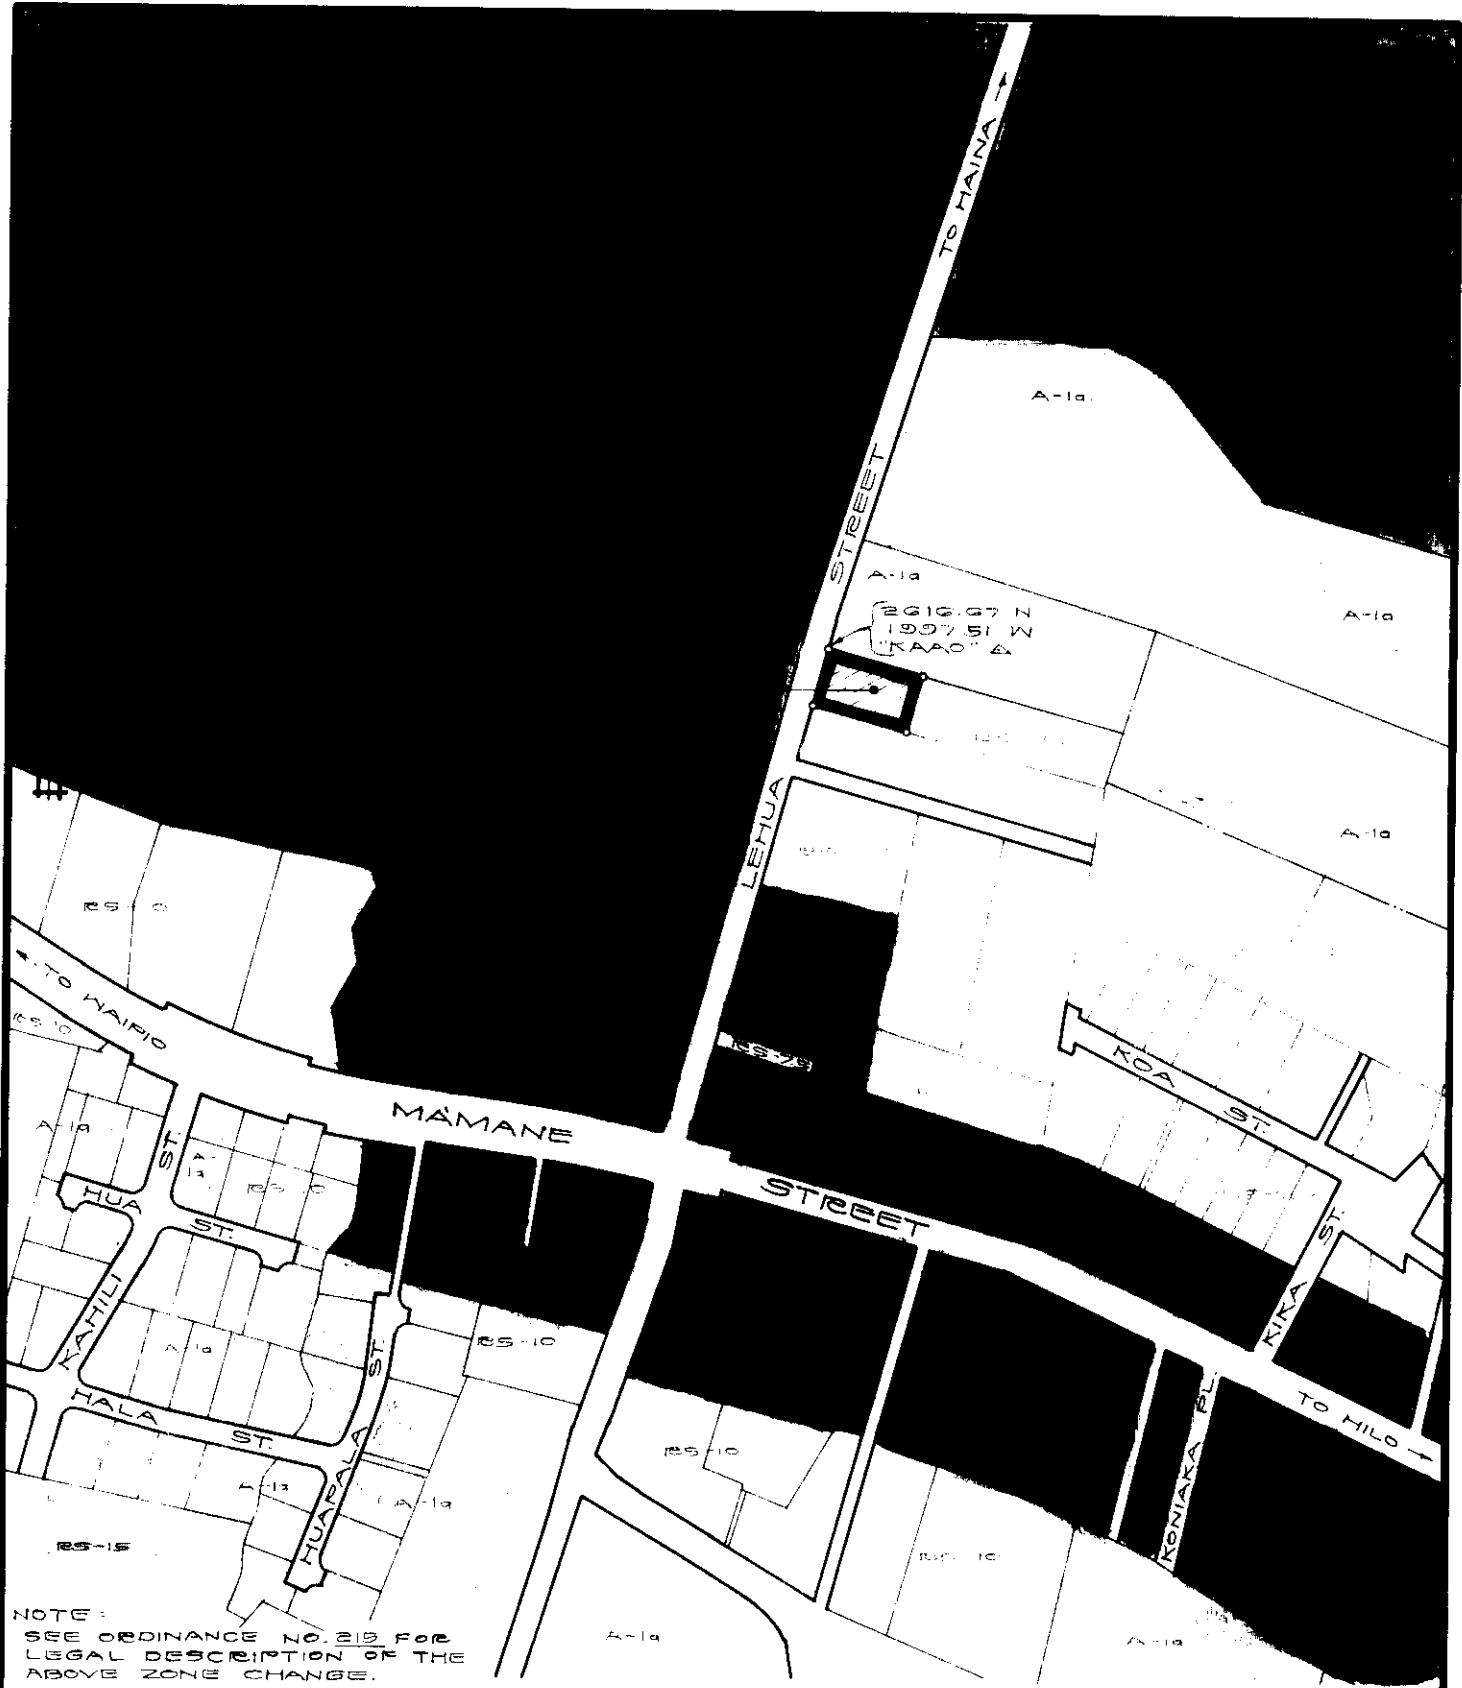 TO HAINA →
A-1a
STREET
A-1a
2616.67 N
1997.51 W
"KAAO" △
A-1a
LEHUA
A-1a
← TO WAIPIO
RS-10
RS-7.5
KOA ST.
MAMANE STREET
A-1a
HUA ST.
ST.
KAHILI
A-1a
KIKA ST.
RS-10
HALA ST.
HUAPALA ST.
RS-10
KONIAKA PL.
TO HILO →
A-1a
A-1a
RS-15
RS-10
A-1a
A-1a
NOTE:
SEE ORDINANCE NO. 215 FOR
LEGAL DESCRIPTION OF THE
ABOVE ZONE CHANGE.